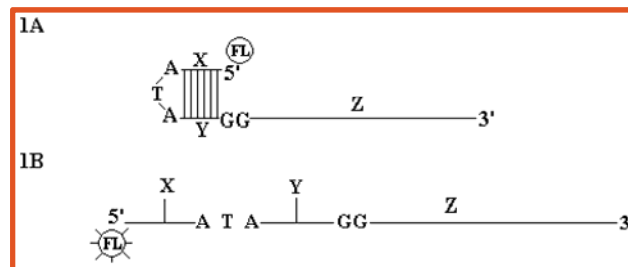 1A
FL
A X 5'
T
A Y GG Z 3'
1B
X Y Z
5' A T A GG 3'
FL